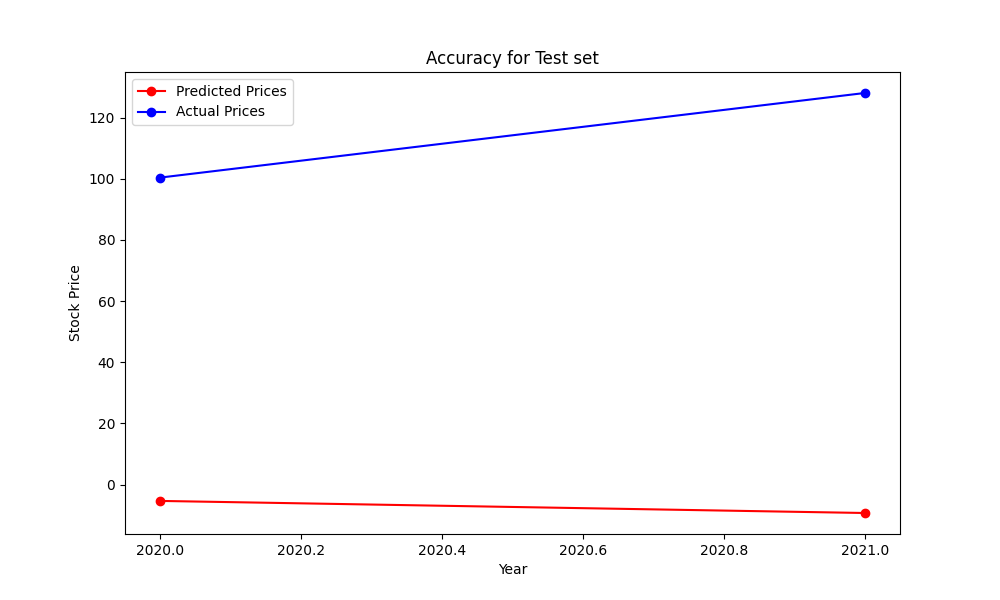 Accuracy for Test set
Predicted Prices
Actual Prices
120
100
80
60
40
20
0
Stock Price
2020.0 2020.2 2020.4 2020.6 2020.8 2021.0
Year